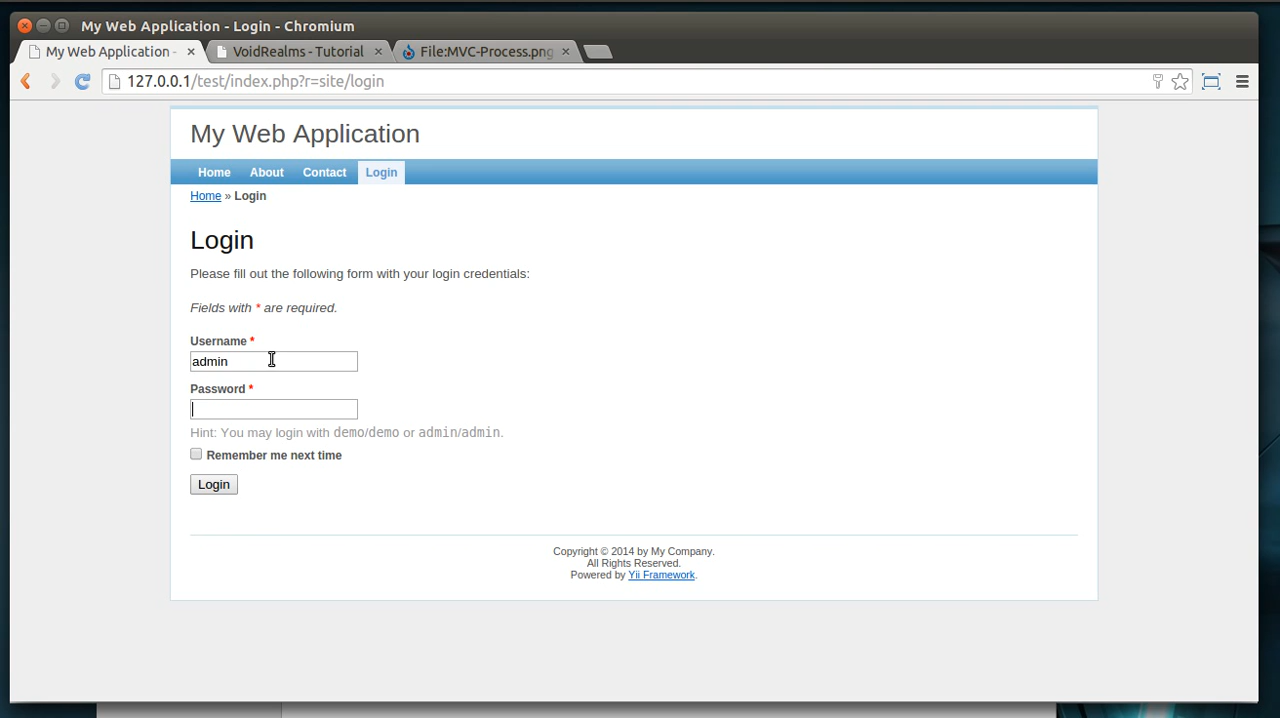 My Web Application - Login - Chromium
My Web Application - × VoidRealms - Tutorial × File:MVC-Process.png ×
127.0.0.1/test/index.php?r=site/login
My Web Application
Home About Contact Login
Home » Login
Login
Please fill out the following form with your login credentials:
Fields with * are required.
Username *
admin
Password *
Hint: You may login with demo/demo or admin/admin.
Remember me next time
Login
Copyright © 2014 by My Company.
All Rights Reserved.
Powered by Yii Framework.